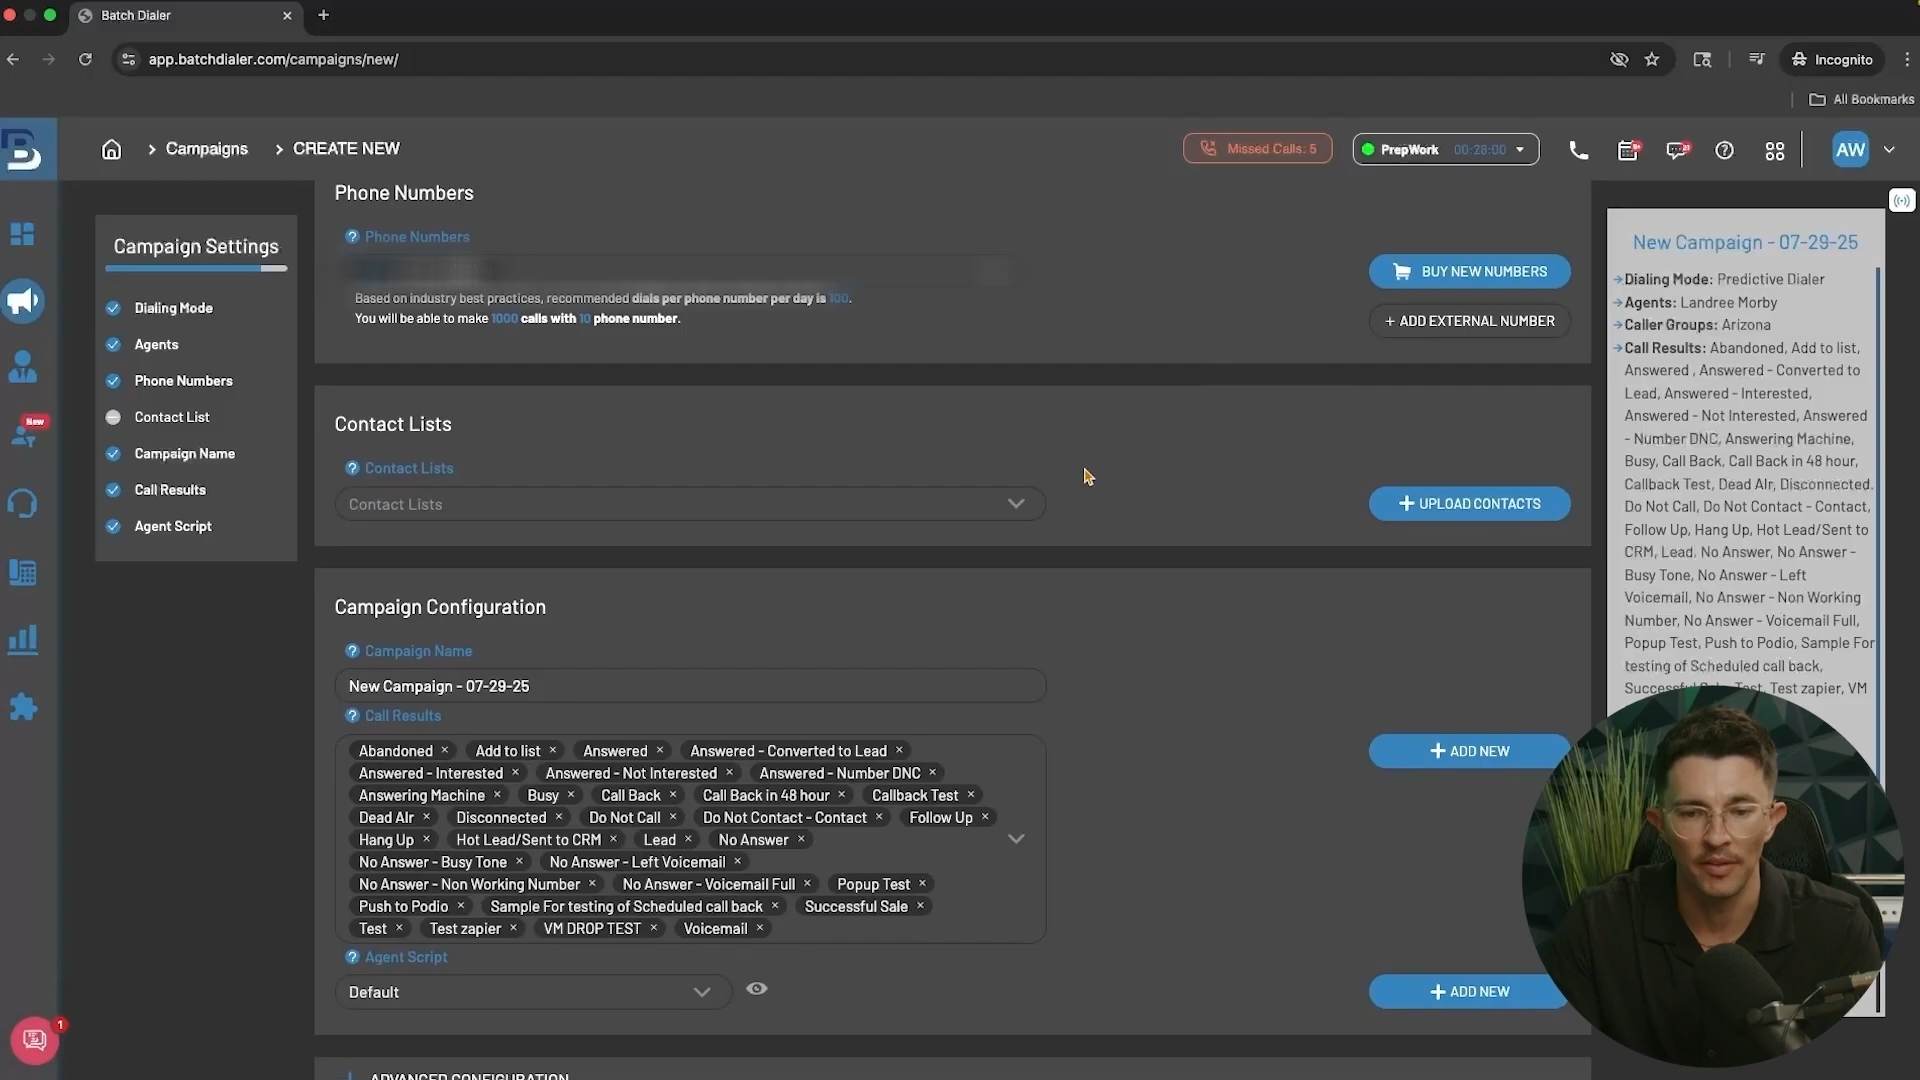 Batch Dialer
app.batchdialer.com/campaigns/new/
Incognito
All Bookmarks
Campaigns
CREATE NEW
Missed Calls: 5
PrepWork 00:28:00
AW
Campaign Settings
Dialing Mode
Agents
Phone Numbers
Contact List
Campaign Name
Call Results
Agent Script
New
1
Phone Numbers
Phone Numbers
Based on industry best practices, recommended dials per phone number per day is 100.
You will be able to make 1000 calls with 10 phone number.
BUY NEW NUMBERS
+ ADD EXTERNAL NUMBER
Contact Lists
Contact Lists
Contact Lists
+ UPLOAD CONTACTS
Campaign Configuration
Campaign Name
New Campaign - 07-29-25
Call Results
Abandoned × Add to list × Answered × Answered - Converted to Lead ×
Answered - Interested × Answered - Not Interested × Answered - Number DNC ×
Answering Machine × Busy × Call Back × Call Back in 48 hour × Callback Test ×
Dead AIr × Disconnected × Do Not Call × Do Not Contact - Contact × Follow Up ×
Hang Up × Hot Lead/Sent to CRM × Lead × No Answer ×
No Answer - Busy Tone × No Answer - Left Voicemail ×
No Answer - Non Working Number × No Answer - Voicemail Full × Popup Test ×
Push to Podio × Sample For testing of Scheduled call back × Successful Sale ×
Test × Test zapier × VM DROP TEST × Voicemail ×
+ ADD NEW
Agent Script
Default
+ ADD NEW
ADVANCED CONFIGURATION
New Campaign - 07-29-25
Dialing Mode: Predictive Dialer
Agents: Landree Morby
Caller Groups: Arizona
Call Results: Abandoned, Add to list,
Answered , Answered - Converted to
Lead, Answered - Interested,
Answered - Not Interested, Answered
- Number DNC, Answering Machine,
Busy, Call Back, Call Back in 48 hour,
Callback Test, Dead AIr, Disconnected,
Do Not Call, Do Not Contact - Contact,
Follow Up, Hang Up, Hot Lead/Sent to
CRM, Lead, No Answer, No Answer -
Busy Tone, No Answer - Left
Voicemail, No Answer - Non Working
Number, No Answer - Voicemail Full,
Popup Test, Push to Podio, Sample For
testing of Scheduled call back,
Successful Sale, Test, Test zapier, VM